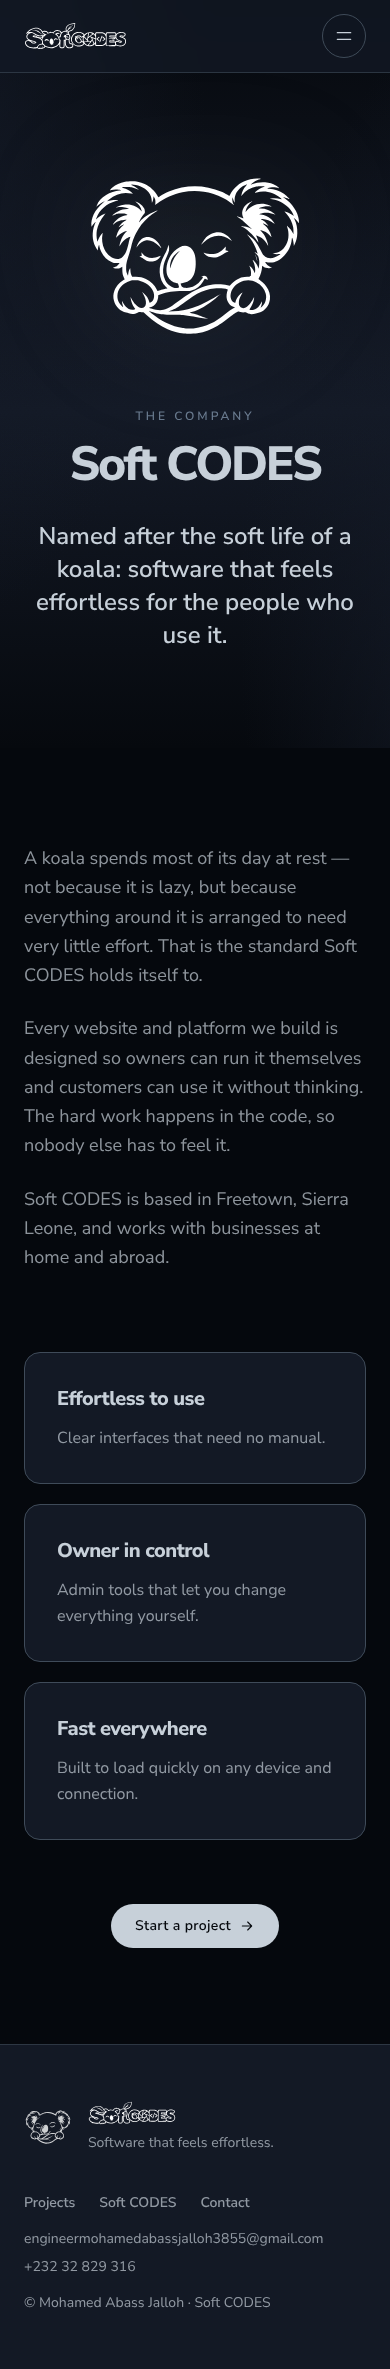 Soft CODES
THE COMPANY
Soft CODES
Named after the soft life of a
koala: software that feels
effortless for the people who
use it.
A koala spends most of its day at rest —
not because it is lazy, but because
everything around it is arranged to need
very little effort. That is the standard Soft
CODES holds itself to.
Every website and platform we build is
designed so owners can run it themselves
and customers can use it without thinking.
The hard work happens in the code, so
nobody else has to feel it.
Soft CODES is based in Freetown, Sierra
Leone, and works with businesses at
home and abroad.
Effortless to use
Clear interfaces that need no manual.
Owner in control
Admin tools that let you change
everything yourself.
Fast everywhere
Built to load quickly on any device and
connection.
Start a project →
Soft CODES
Software that feels effortless.
Projects Soft CODES Contact
engineermohamedabassjalloh3855@gmail.com
+232 32 829 316
© Mohamed Abass Jalloh · Soft CODES